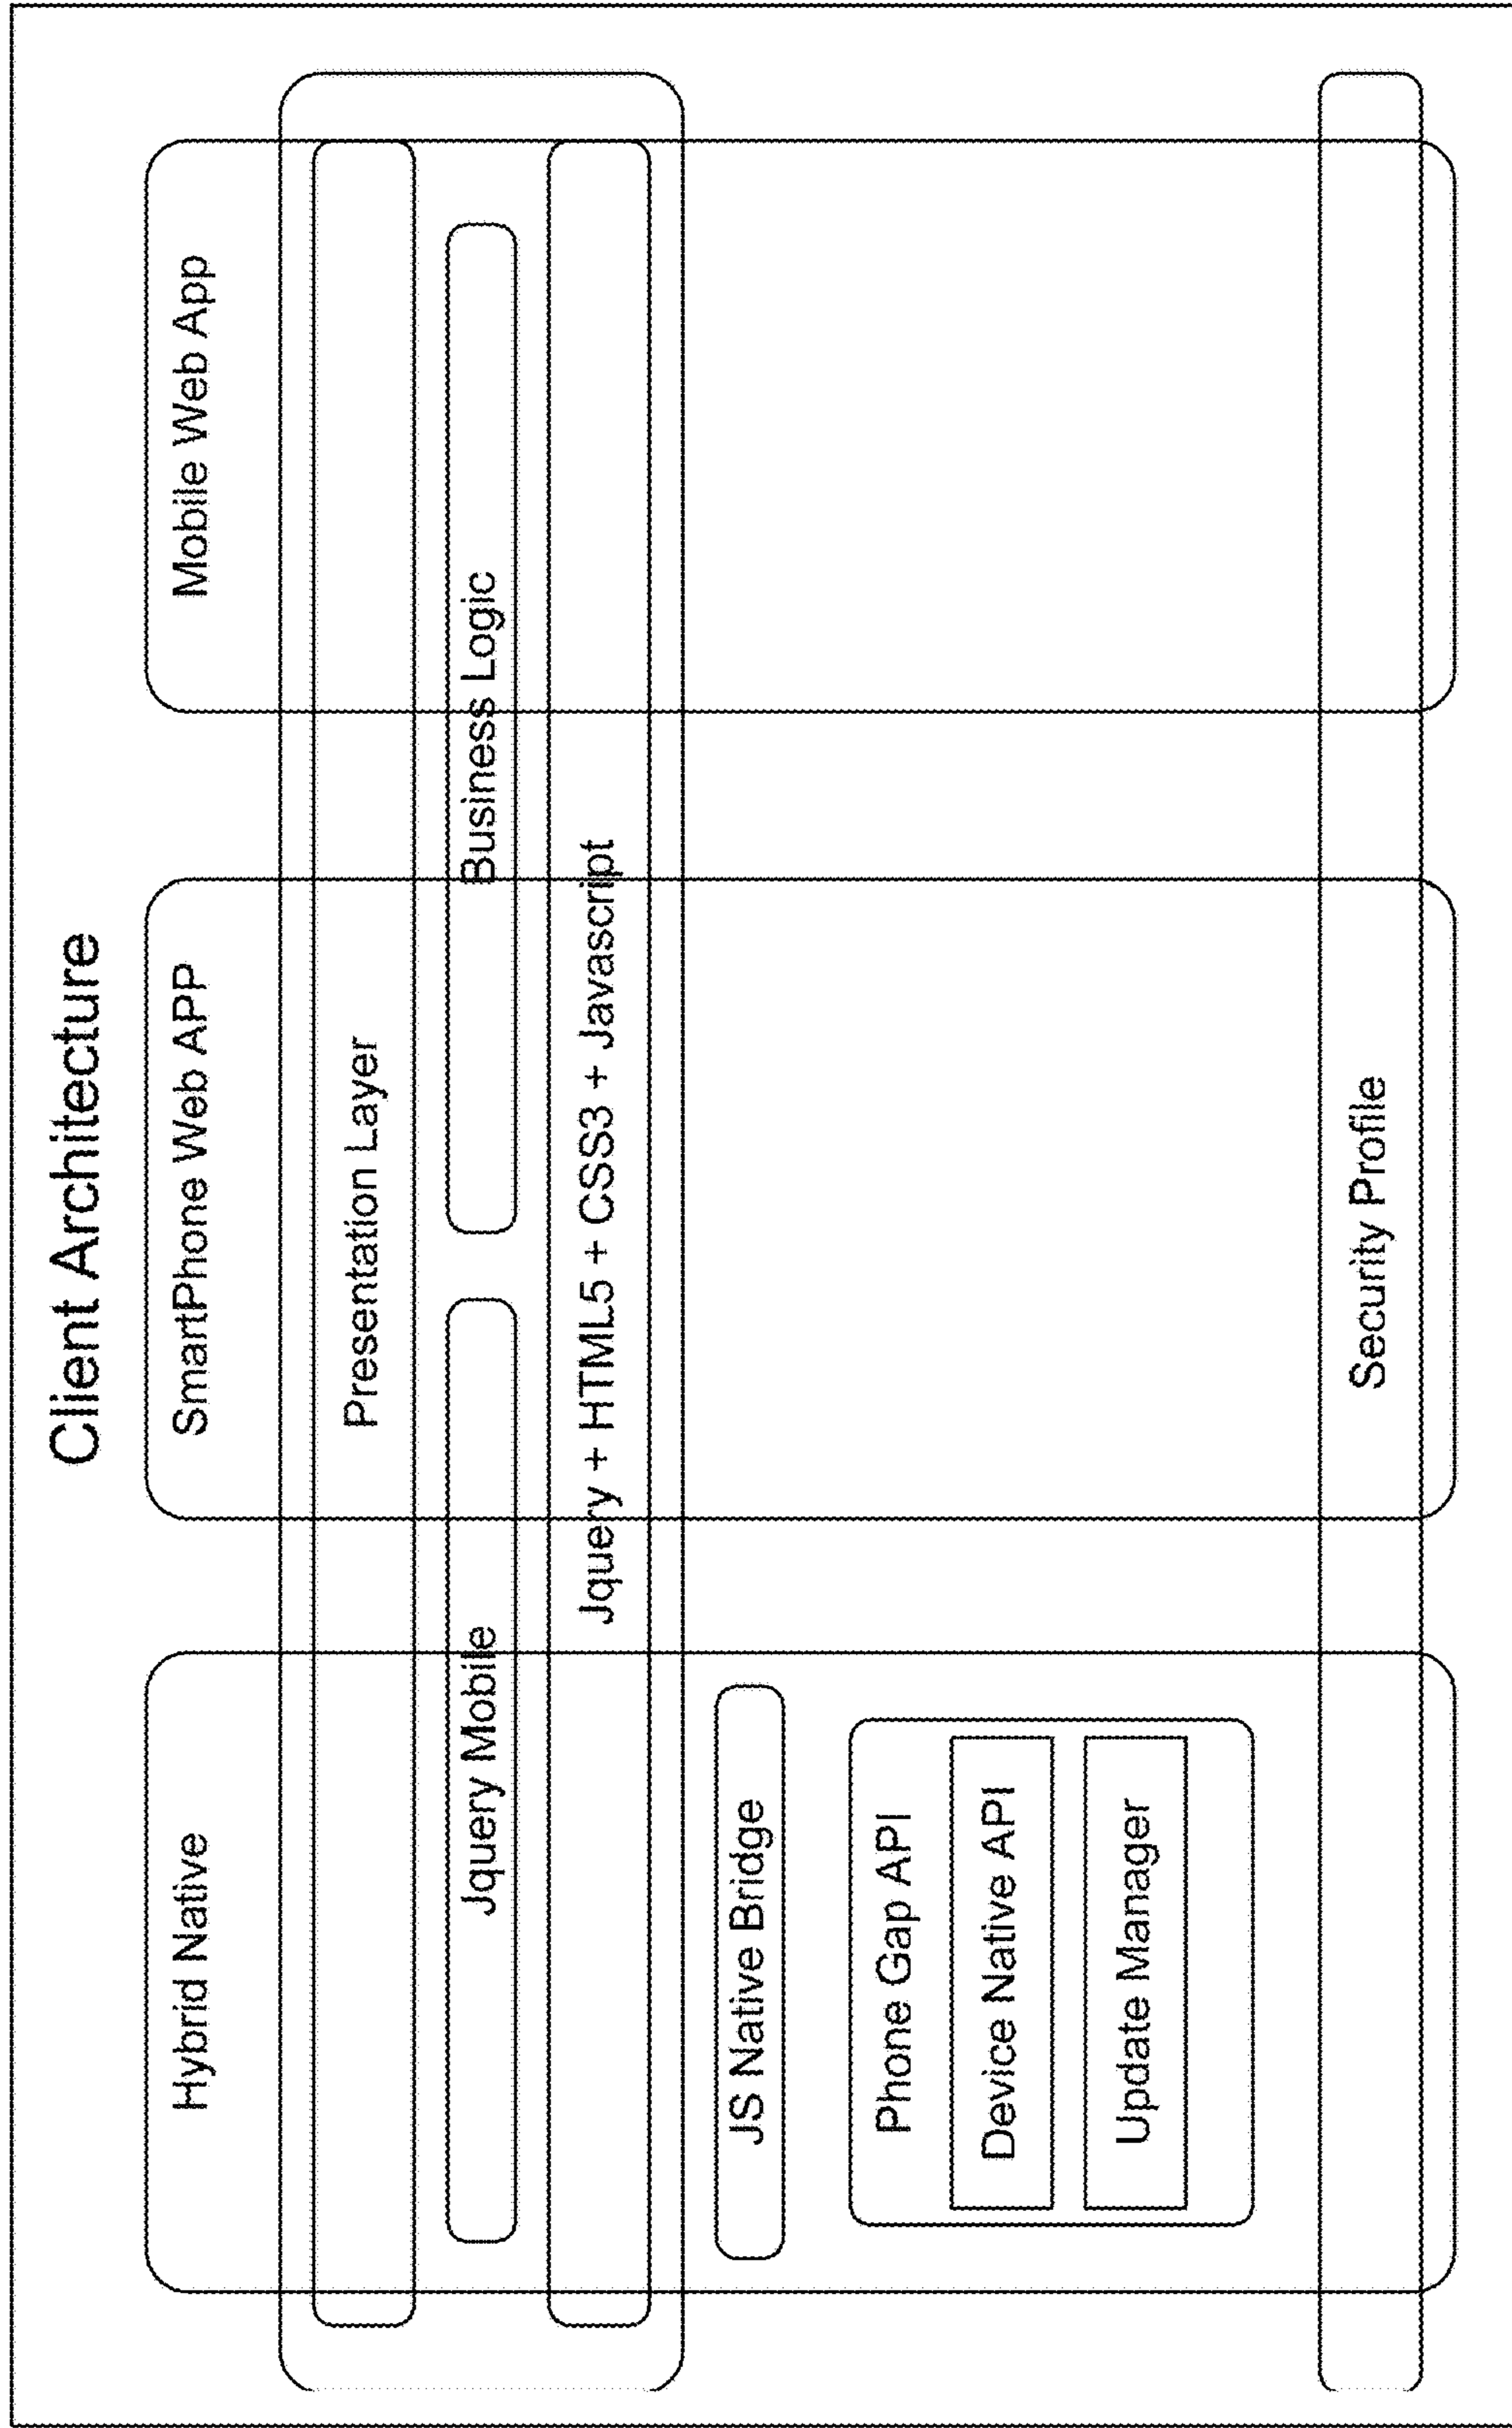 Client Architecture
Hybrid Native
SmartPhone Web APP
Mobile Web App
Presentation Layer
Jquery Mobile
Business Logic
Jquery + HTML5 + CSS3 + Javascript
JS Native Bridge
Phone Gap API
Device Native API
Update Manager
Security Profile